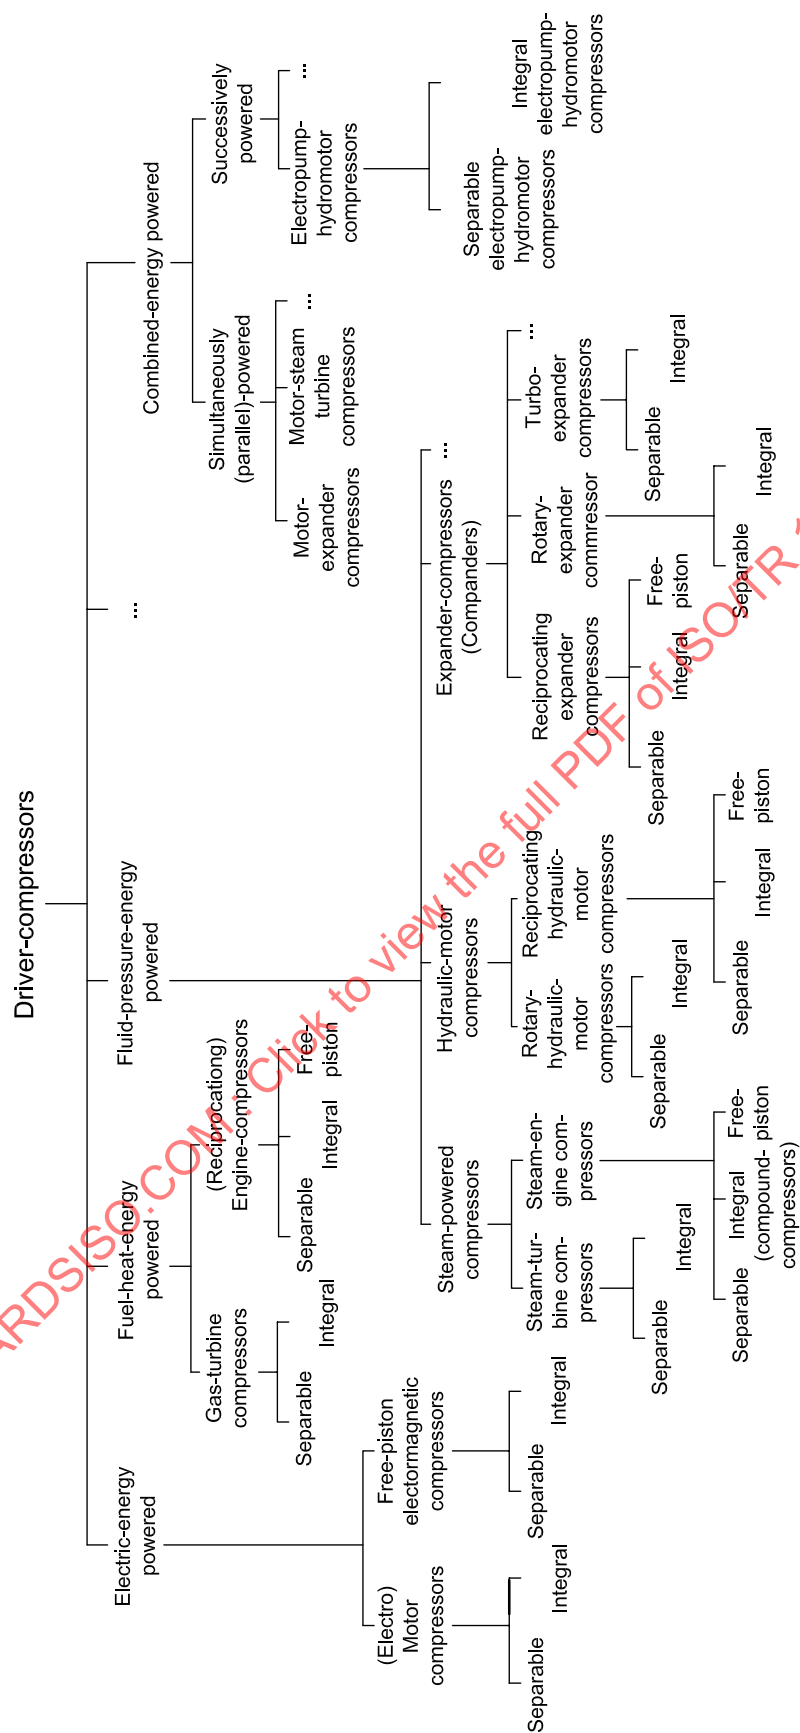 Driver-compressors
Electric-energy
powered
Fuel-heat-energy
powered
Fluid-pressure-energy
powered
...
Combined-energy powered
(Electro)
Motor
compressors
Separable
Integral
Free-piston
electormagnetic
compressors
Separable
Integral
Gas-turbine
compressors
Separable
Integral
(Reciprocationg)
Engine-compressors
Separable
Integral
Free-
piston
Steam-powered
compressors
Steam-tur-
bine com-
pressors
Separable
Integral
Steam-en-
gine com-
pressors
Separable
Integral
(compound-
compressors)
Free-
piston
Hydraulic-motor
compressors
Rotary-
hydraulic-
motor
compressors
Separable
Integral
Reciprocating
hydraulic-
motor
compressors
Separable
Integral
Free-
piston
Expander-compressors
(Companders)
...
Reciprocating
expander
compressors
Separable
Integral
Free-
piston
Rotary-
expander
commressor
Separable
Integral
Turbo-
expander
compressors
Separable
Integral
...
Simultaneously
(parallel)-powered
Motor-
expander
compressors
Motor-steam
turbine
compressors
...
Successively
powered
Electropump-
hydromotor
compressors
...
Separable
electropump-
hydromotor
compressors
Integral
electropump-
hydromotor
compressors
ARDSISO.COM : Click to view the full PDF of ISO/TR -